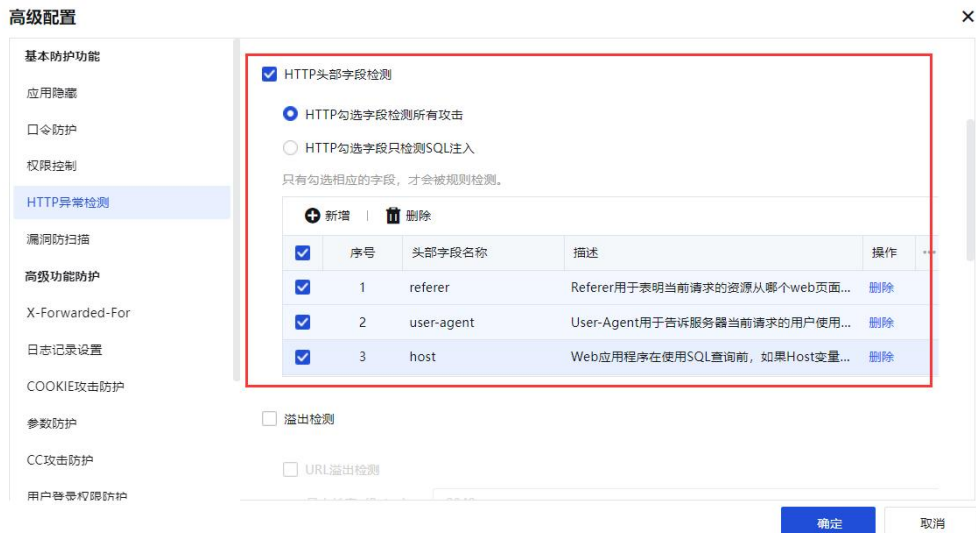 高级配置
基本防护功能
应用隐藏
口令防护
权限控制
HTTP异常检测
漏洞防扫描
高级功能防护
X-Forwarded-For
日志记录设置
COOKIE攻击防护
参数防护
CC攻击防护
用户登录权限防护
HTTP头部字段检测
HTTP勾选字段检测所有攻击
HTTP勾选字段只检测SQL注入
只有勾选相应的字段，才会被规则检测。
新增 | 删除
序号 头部字段名称 描述 操作
1 referer Referer用于表明当前请求的资源从哪个web页面... 删除
2 user-agent User-Agent用于告诉服务器当前请求的用户使用... 删除
3 host Web应用程序在使用SQL查询前，如果Host变量... 删除
溢出检测
URL溢出检测
确定 取消